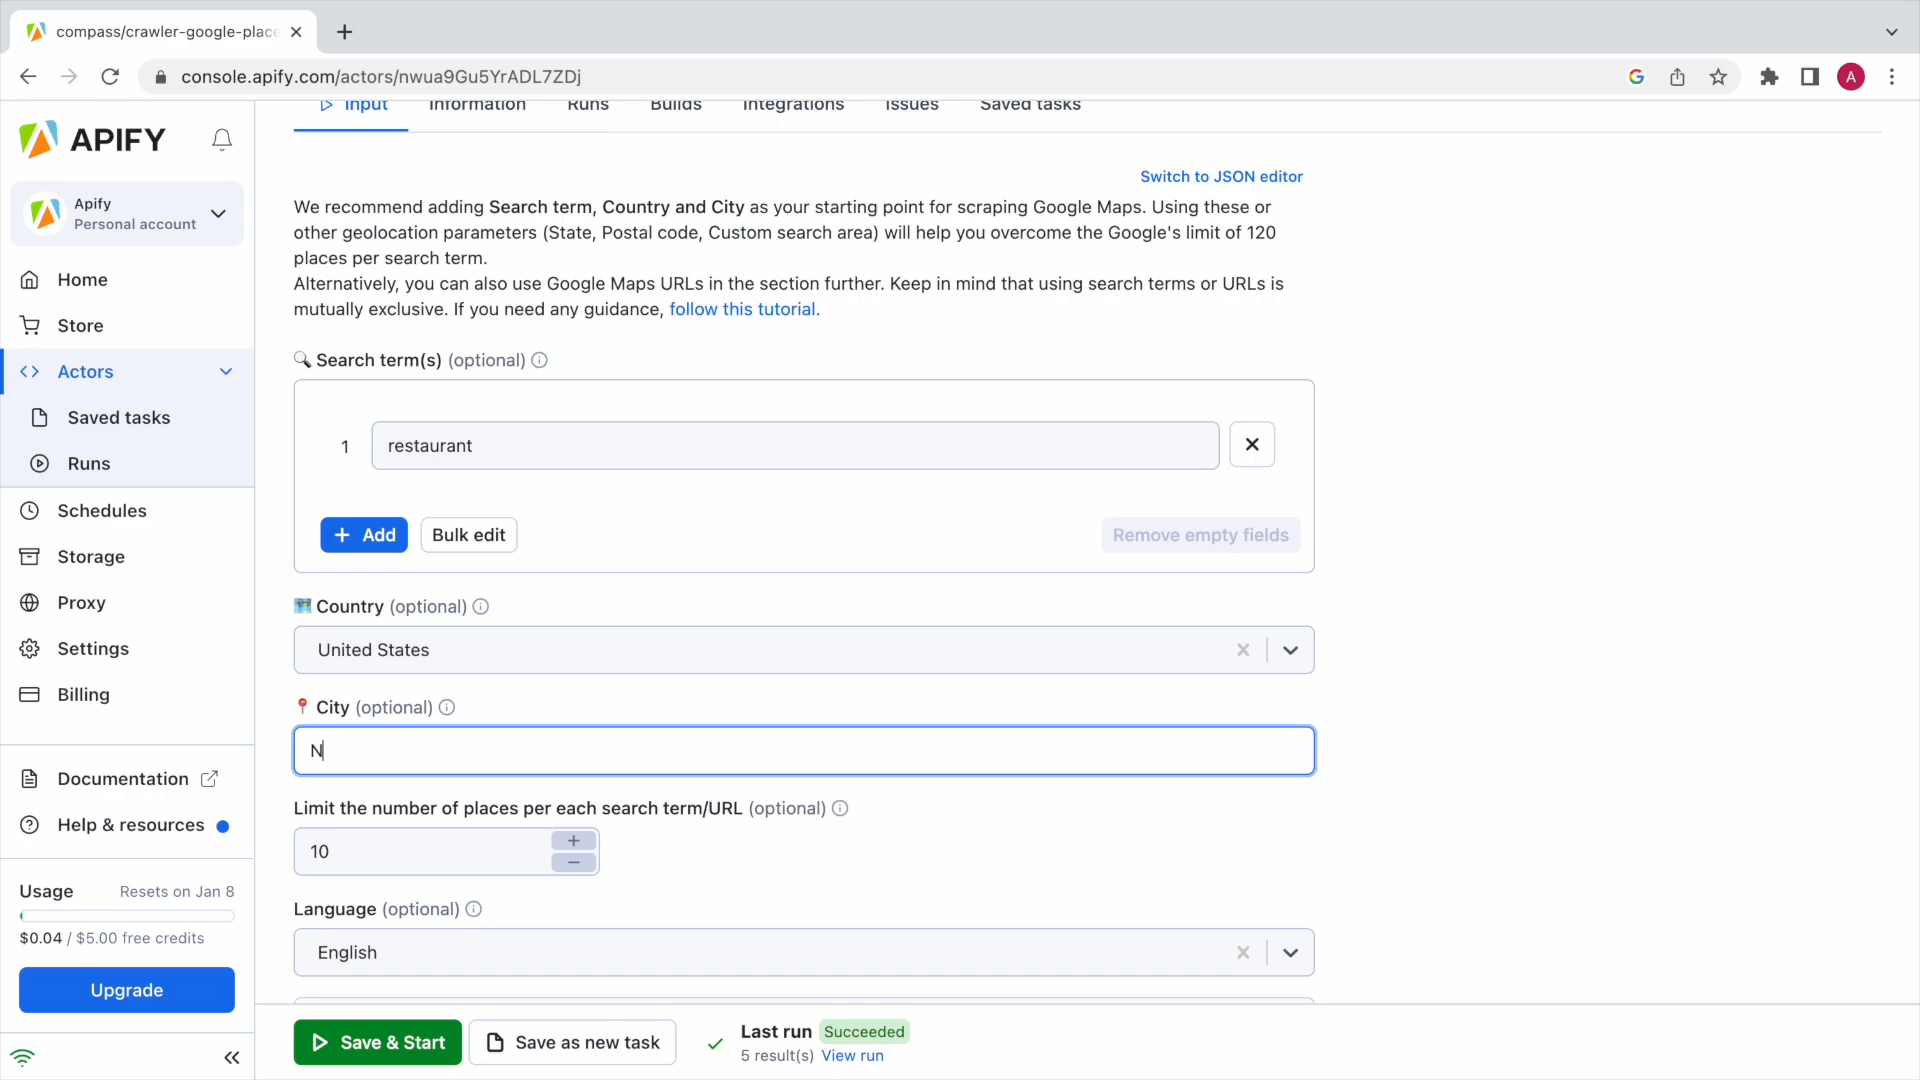 compass/crawler-google-place
console.apify.com/actors/nwua9Gu5YrADL7ZDj
A
APIFY
Apify
Personal account
Home
Store
Actors
Saved tasks
Runs
Schedules
Storage
Proxy
Settings
Billing
Documentation
Help & resources
Usage Resets on Jan 8
$0.04 / $5.00 free credits
Upgrade
Input Information Runs Builds Integrations Issues Saved tasks
Switch to JSON editor
We recommend adding Search term, Country and City as your starting point for scraping Google Maps. Using these or
other geolocation parameters (State, Postal code, Custom search area) will help you overcome the Google's limit of 120
places per search term.
Alternatively, you can also use Google Maps URLs in the section further. Keep in mind that using search terms or URLs is
mutually exclusive. If you need any guidance, follow this tutorial.
Search term(s) (optional)
1 restaurant
+ Add Bulk edit Remove empty fields
Country (optional)
United States
City (optional)
N
Limit the number of places per each search term/URL (optional)
10
Language (optional)
English
Save & Start Save as new task
Last run Succeeded
5 result(s) View run